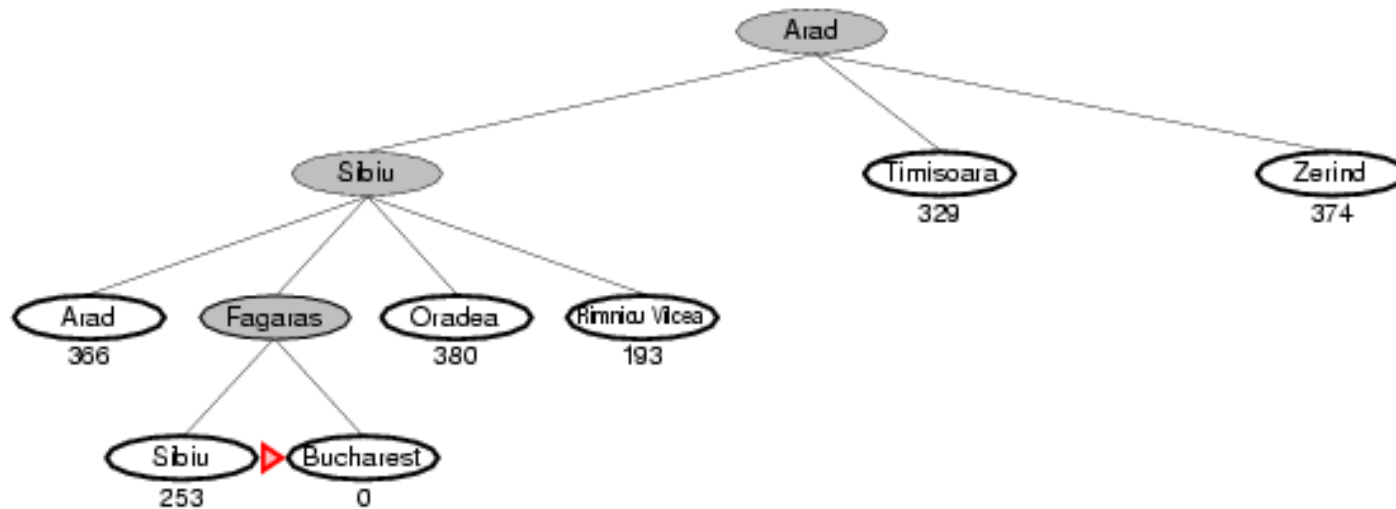 Arad
Sibiu
Timisoara
Zerind
329
374
Arad
Fagaras
Oradea
Rimnicu Vilcea
366
380
193
Sibiu
Bucharest
253
0